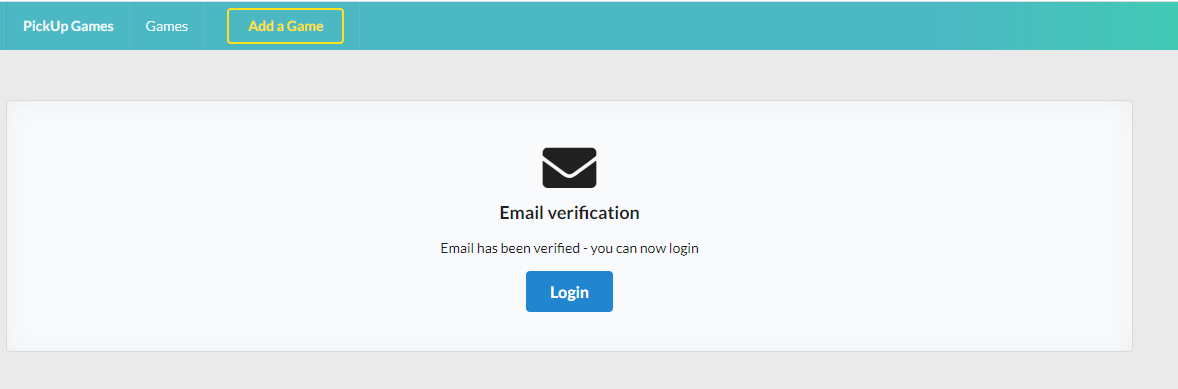 PickUp Games Games Add a Game
Email verification
Email has been verified - you can now login
Login